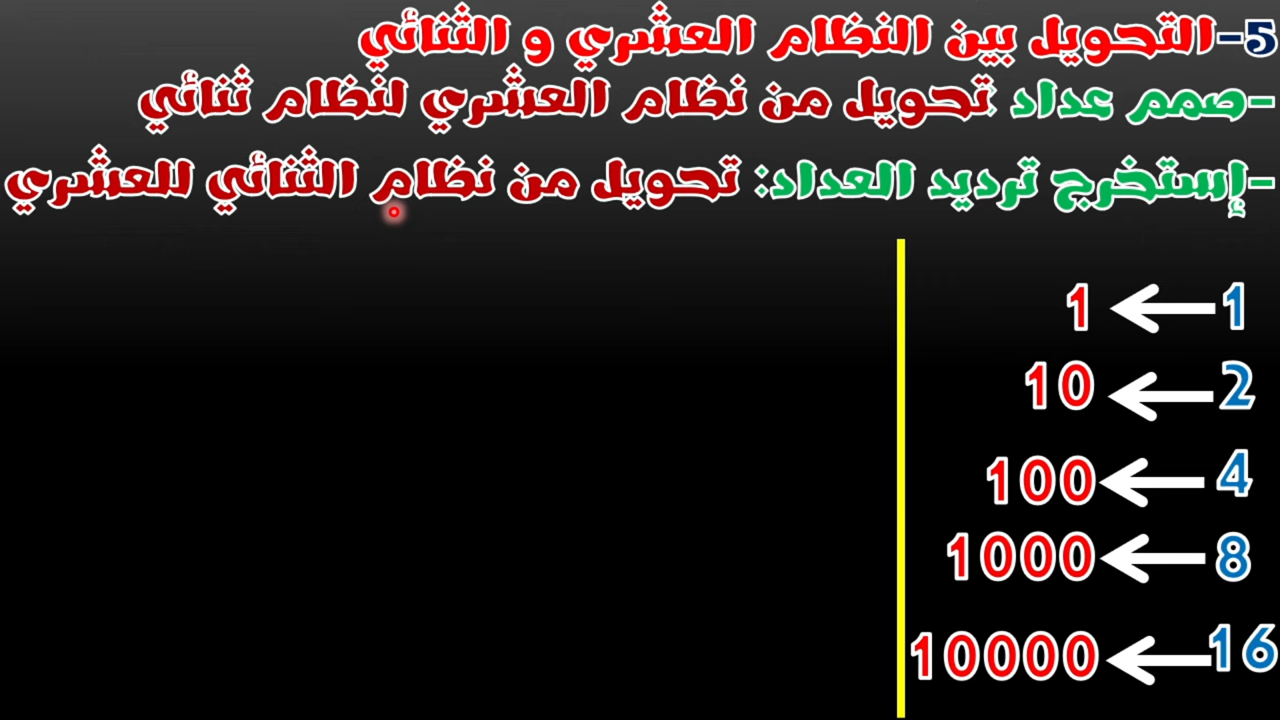 5-التحويل بين النظام العشري و الثنائي
-صمم عداد تحويل من نظام العشري لنظام ثنائي
-إستخرج ترديد العداد: تحويل من نظام الثنائي للعشري
1 ← 1
2 ← 10
4 ← 100
8 ← 1000
16 ← 10000